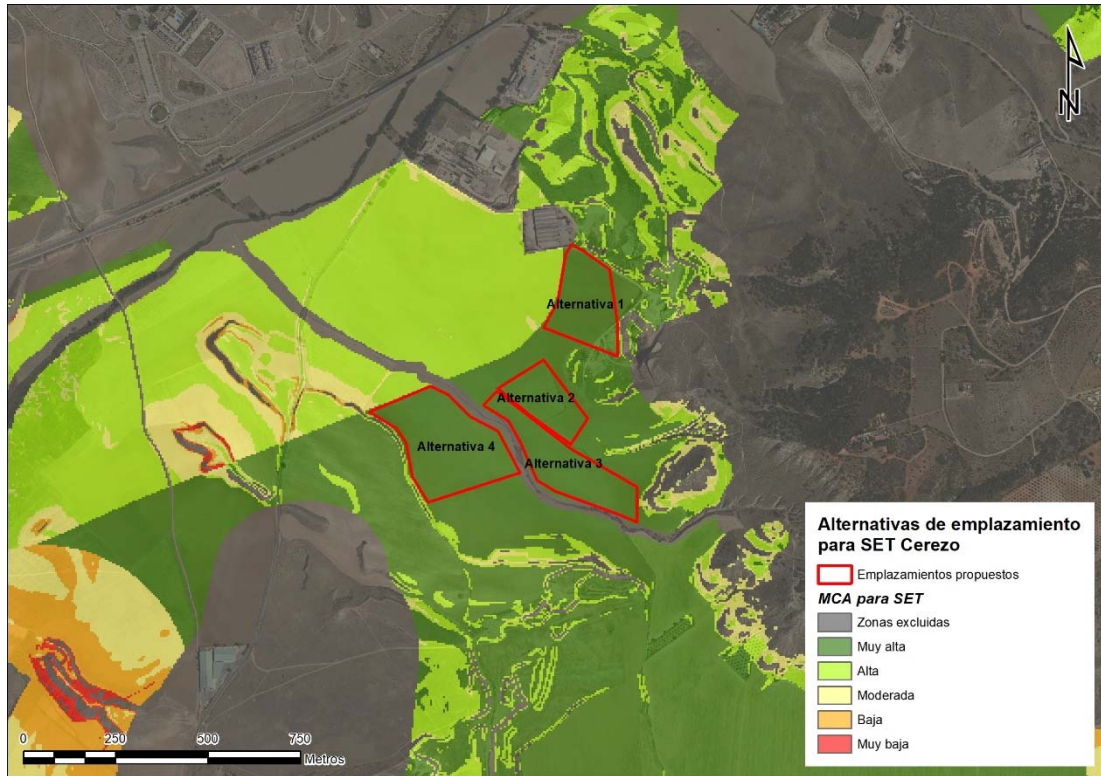 N
Alternativa 1
Alternativa 2
Alternativa 4
Alternativa 3
Alternativas de emplazamiento
para SET Cerezo
Emplazamientos propuestos
MCA para SET
Zonas excluidas
Muy alta
Alta
Moderada
Baja
Muy baja
0 250 500 750
Metros